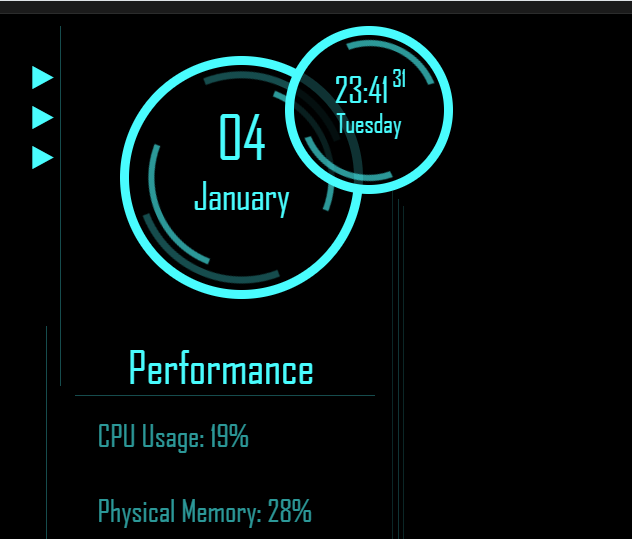 23:41 31
Tuesday
04
January
Performance
CPU Usage: 19%
Physical Memory: 28%